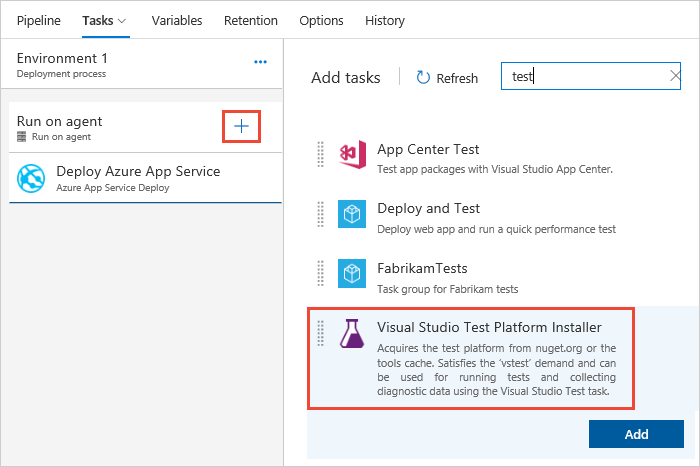 Pipeline Tasks Variables Retention Options History
Environment 1
Deployment process
Run on agent
Run on agent
Deploy Azure App Service
Azure App Service Deploy
Add tasks Refresh test
App Center Test
Test app packages with Visual Studio App Center.
Deploy and Test
Deploy web app and run a quick performance test
FabrikamTests
Task group for Fabrikam tests
Visual Studio Test Platform Installer
Acquires the test platform from nuget.org or the
tools cache. Satisfies the ‘vstest’ demand and can
be used for running tests and collecting
diagnostic data using the Visual Studio Test task.
Add